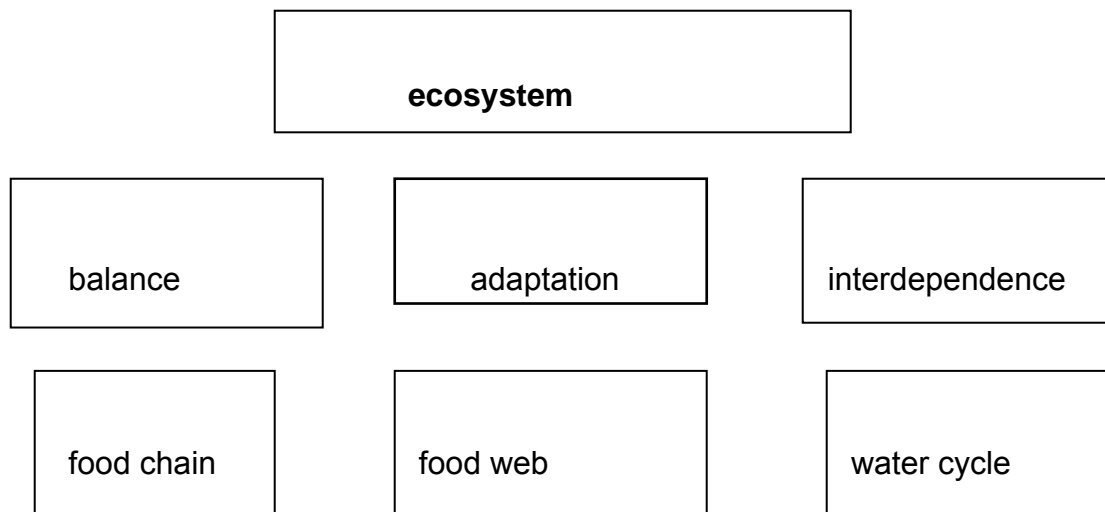 ecosystem
balance adaptation interdependence
food chain food web water cycle